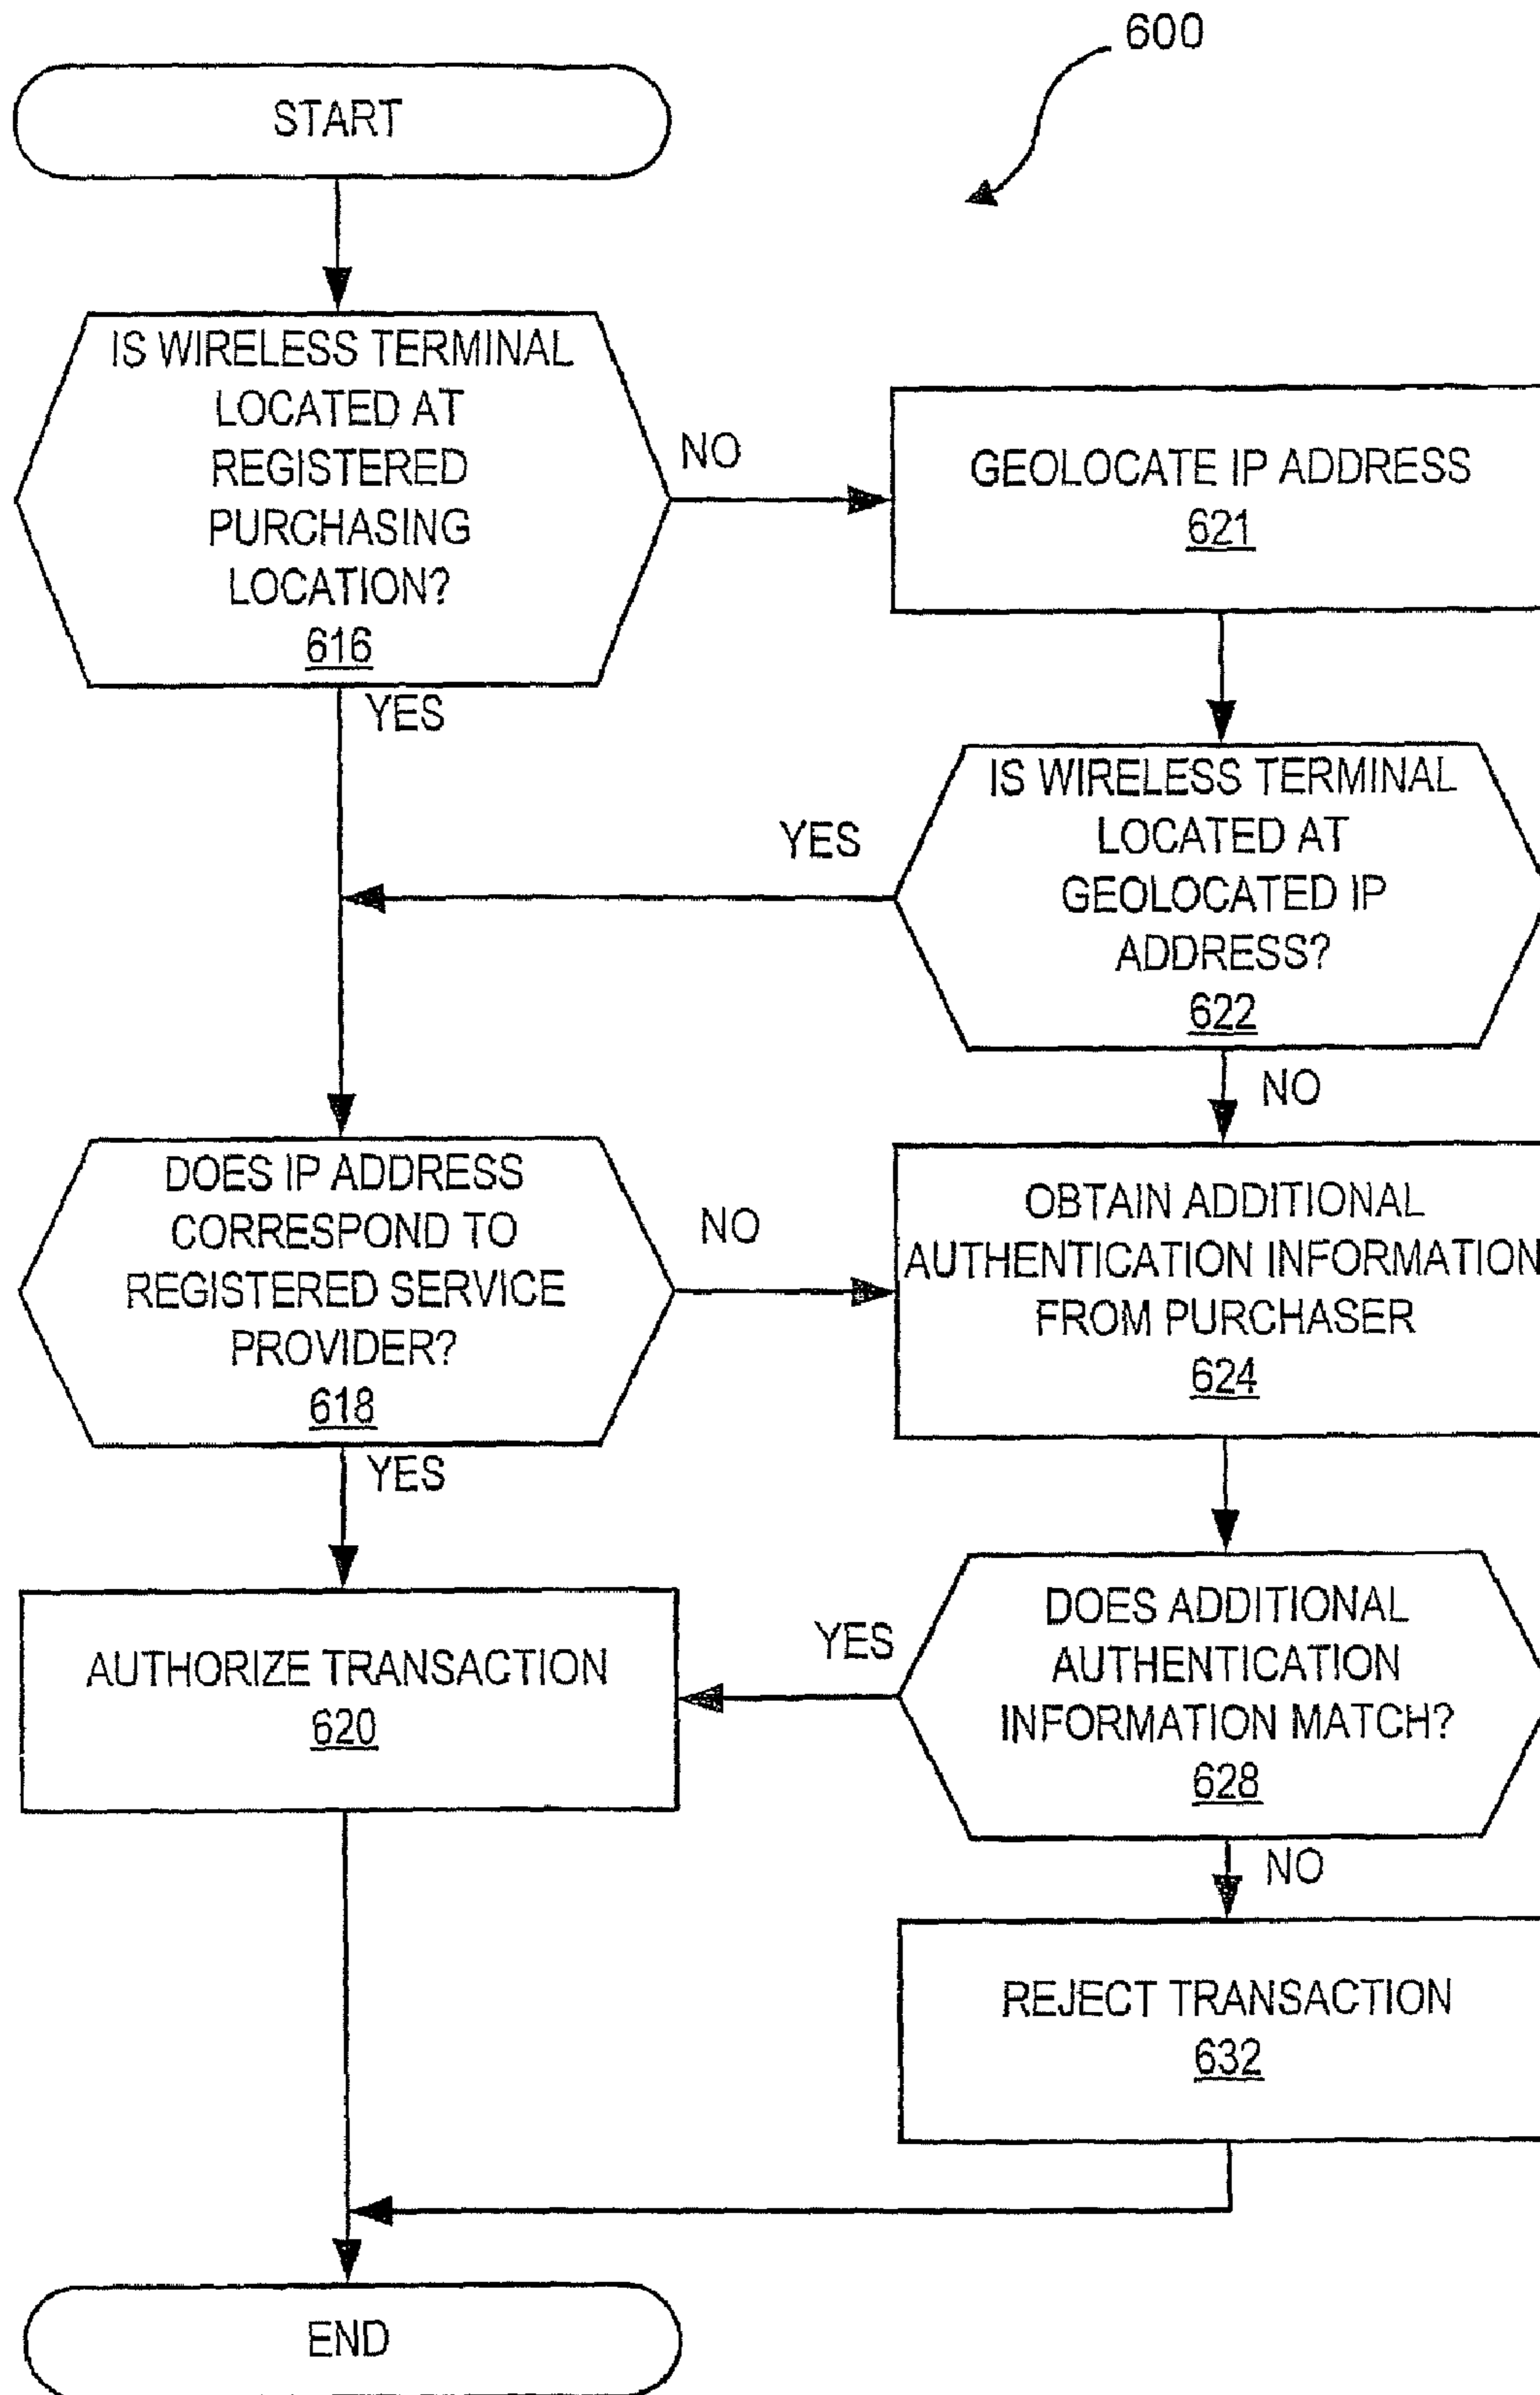 600
START
IS WIRELESS TERMINAL
LOCATED AT
REGISTERED
PURCHASING
LOCATION?
616
NO
YES
GEOLOCATE IP ADDRESS
621
IS WIRELESS TERMINAL
LOCATED AT
GEOLOCATED IP
ADDRESS?
622
YES
NO
DOES IP ADDRESS
CORRESPOND TO
REGISTERED SERVICE
PROVIDER?
618
NO
YES
OBTAIN ADDITIONAL
AUTHENTICATION INFORMATION
FROM PURCHASER
624
AUTHORIZE TRANSACTION
620
DOES ADDITIONAL
AUTHENTICATION
INFORMATION MATCH?
628
YES
NO
REJECT TRANSACTION
632
END